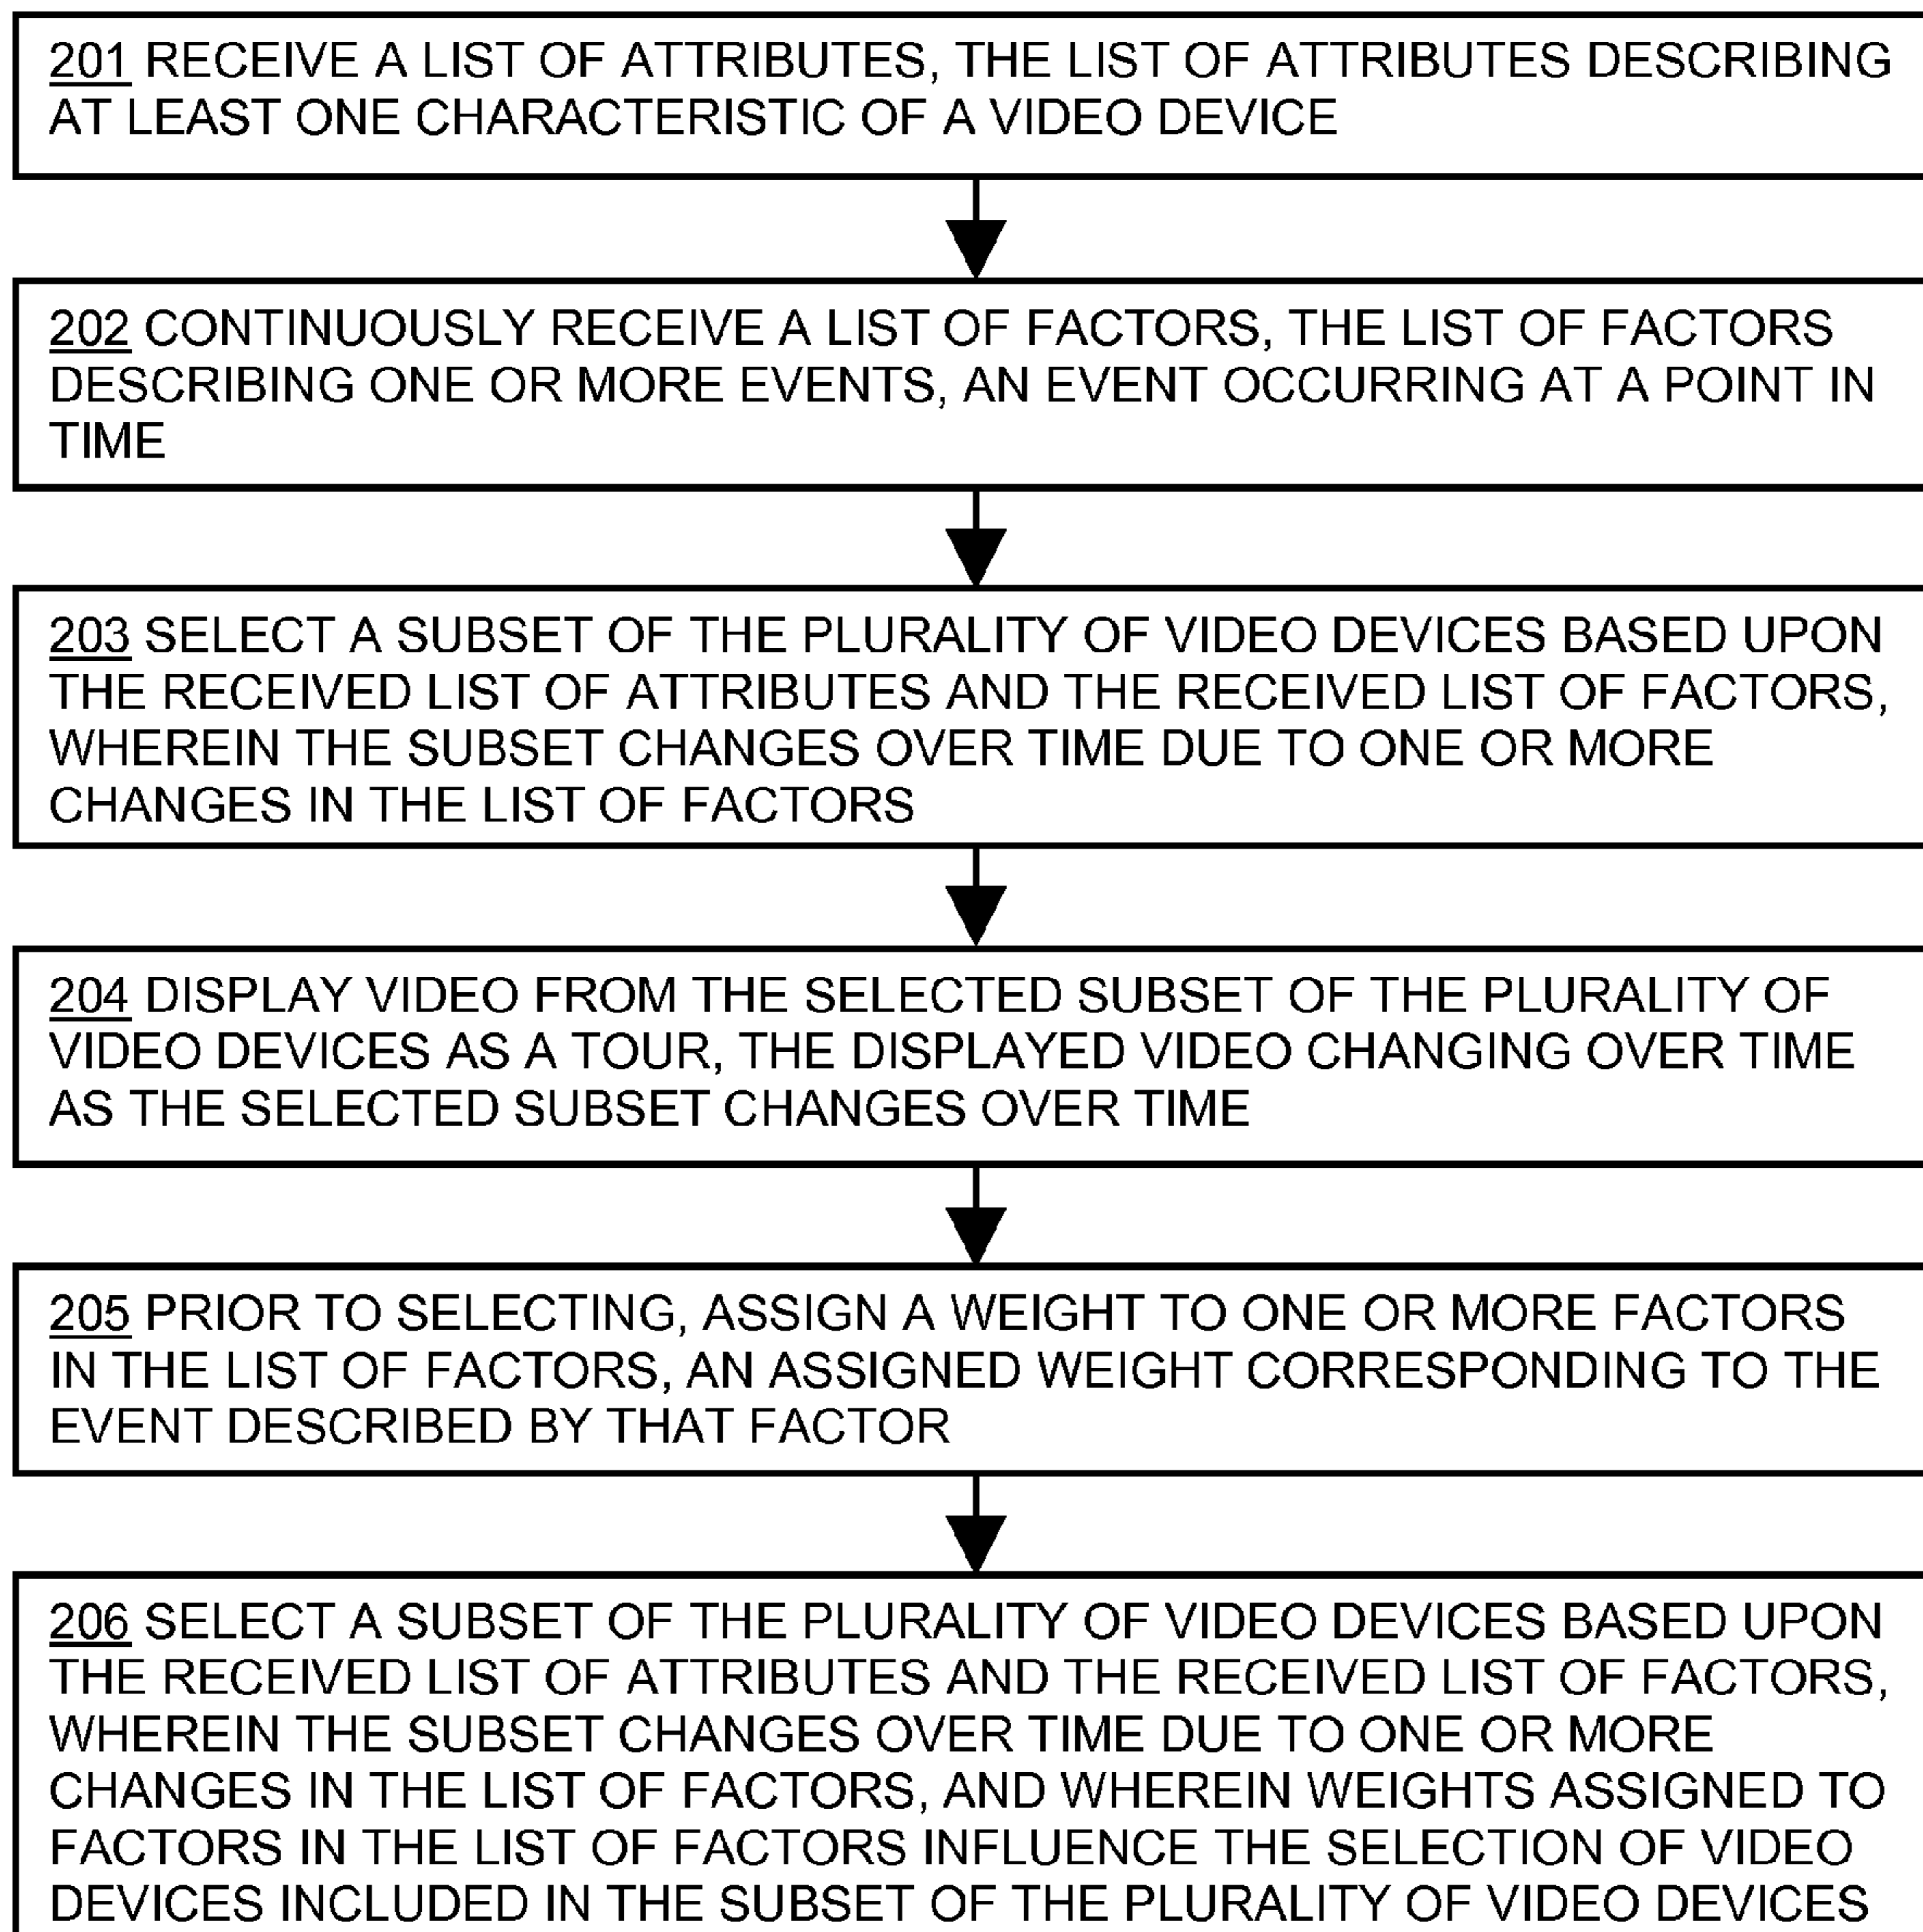 201 RECEIVE A LIST OF ATTRIBUTES, THE LIST OF ATTRIBUTES DESCRIBING
AT LEAST ONE CHARACTERISTIC OF A VIDEO DEVICE
202 CONTINUOUSLY RECEIVE A LIST OF FACTORS, THE LIST OF FACTORS
DESCRIBING ONE OR MORE EVENTS, AN EVENT OCCURRING AT A POINT IN
TIME
203 SELECT A SUBSET OF THE PLURALITY OF VIDEO DEVICES BASED UPON
THE RECEIVED LIST OF ATTRIBUTES AND THE RECEIVED LIST OF FACTORS,
WHEREIN THE SUBSET CHANGES OVER TIME DUE TO ONE OR MORE
CHANGES IN THE LIST OF FACTORS
204 DISPLAY VIDEO FROM THE SELECTED SUBSET OF THE PLURALITY OF
VIDEO DEVICES AS A TOUR, THE DISPLAYED VIDEO CHANGING OVER TIME
AS THE SELECTED SUBSET CHANGES OVER TIME
205 PRIOR TO SELECTING, ASSIGN A WEIGHT TO ONE OR MORE FACTORS
IN THE LIST OF FACTORS, AN ASSIGNED WEIGHT CORRESPONDING TO THE
EVENT DESCRIBED BY THAT FACTOR
206 SELECT A SUBSET OF THE PLURALITY OF VIDEO DEVICES BASED UPON
THE RECEIVED LIST OF ATTRIBUTES AND THE RECEIVED LIST OF FACTORS,
WHEREIN THE SUBSET CHANGES OVER TIME DUE TO ONE OR MORE
CHANGES IN THE LIST OF FACTORS, AND WHEREIN WEIGHTS ASSIGNED TO
FACTORS IN THE LIST OF FACTORS INFLUENCE THE SELECTION OF VIDEO
DEVICES INCLUDED IN THE SUBSET OF THE PLURALITY OF VIDEO DEVICES